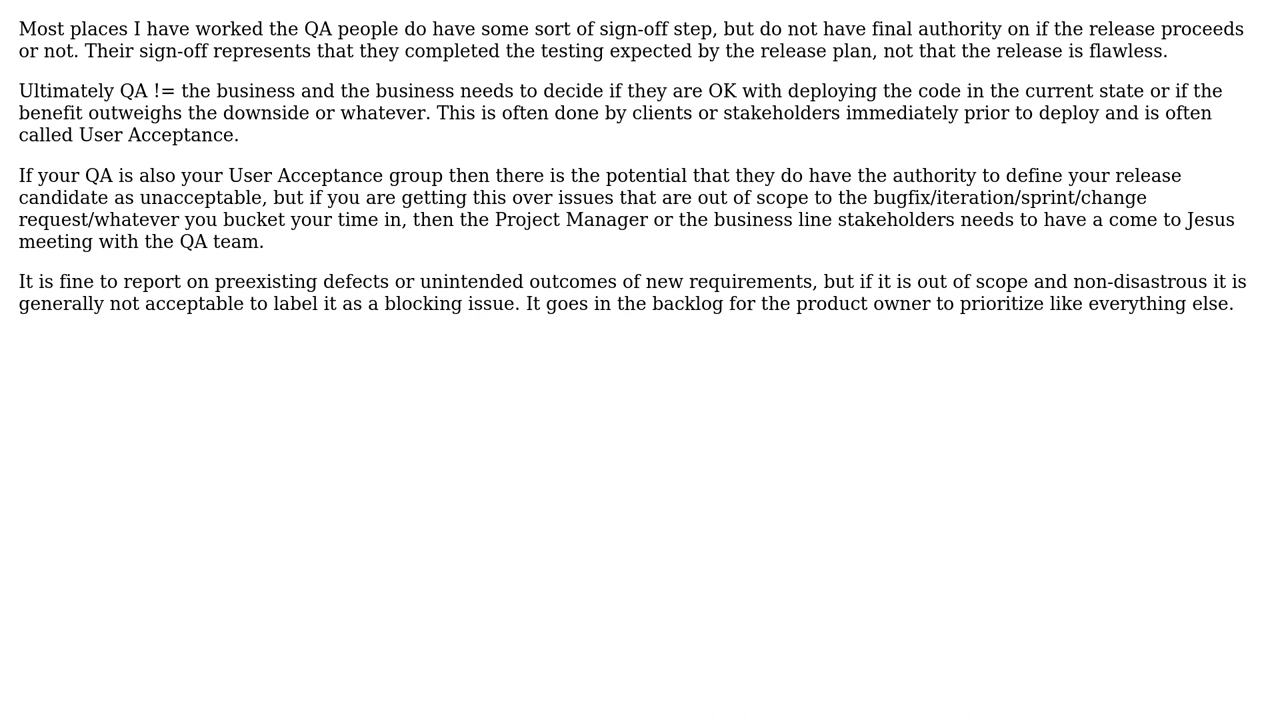 Most places I have worked the QA people do have some sort of sign-off step, but do not have final authority on if the release proceeds
or not. Their sign-off represents that they completed the testing expected by the release plan, not that the release is flawless.
Ultimately QA != the business and the business needs to decide if they are OK with deploying the code in the current state or if the
benefit outweighs the downside or whatever. This is often done by clients or stakeholders immediately prior to deploy and is often
called User Acceptance.
If your QA is also your User Acceptance group then there is the potential that they do have the authority to define your release
candidate as unacceptable, but if you are getting this over issues that are out of scope to the bugfix/iteration/sprint/change
request/whatever you bucket your time in, then the Project Manager or the business line stakeholders needs to have a come to Jesus
meeting with the QA team.
It is fine to report on preexisting defects or unintended outcomes of new requirements, but if it is out of scope and non-disastrous it is
generally not acceptable to label it as a blocking issue. It goes in the backlog for the product owner to prioritize like everything else.